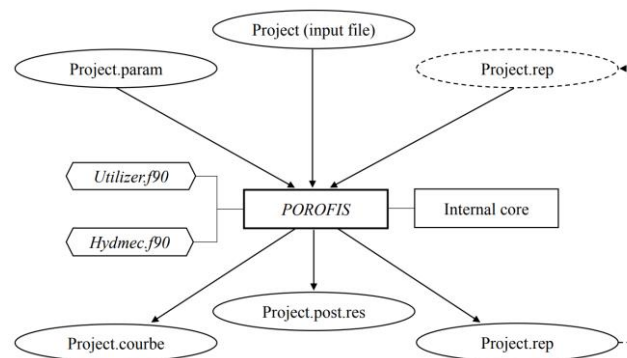 Project (input file)
Project.param
Project.rep
Utilizer.f90
POROFIS
Internal core
Hydmec.f90
Project.post.res
Project.courbe
Project.rep